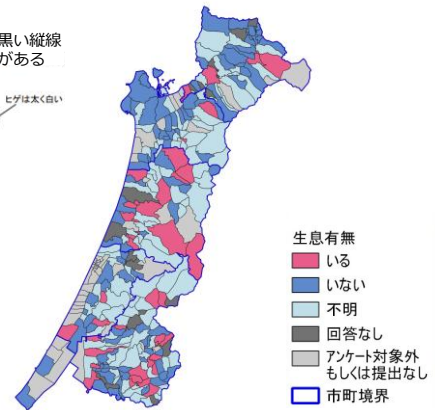 黒い縦線
がある
ヒゲは太く白い
生息有無
いる
いない
不明
回答なし
アンケート対象外
もしくは提出なし
市町境界